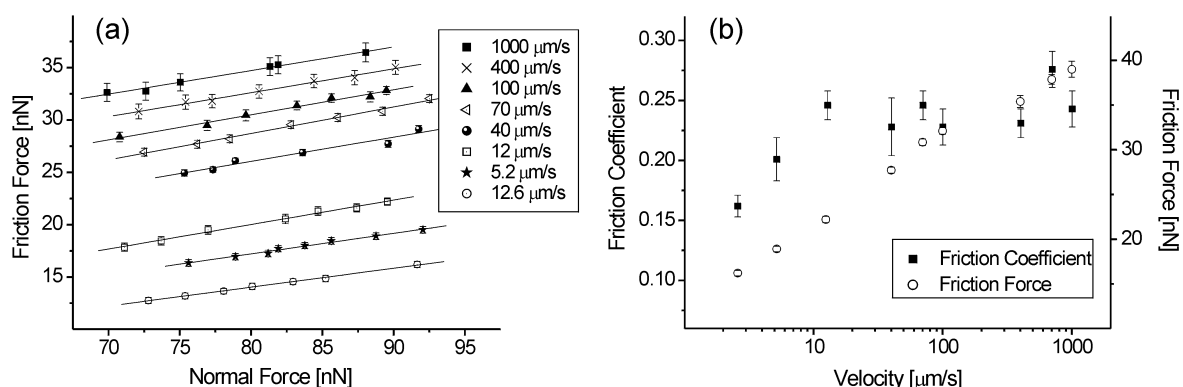 (a)
Friction Force [nN]
35
30
25
20
15
70
75
80
85
90
95
Normal Force [nN]
1000 μm/s
400 μm/s
100 μm/s
70 μm/s
40 μm/s
12 μm/s
5.2 μm/s
12.6 μm/s
(b)
Friction Coefficient
0.30
0.25
0.20
0.15
0.10
10
100
1000
Velocity [μm/s]
Friction Coefficient
Friction Force
40
30
20
Friction Force [nN]